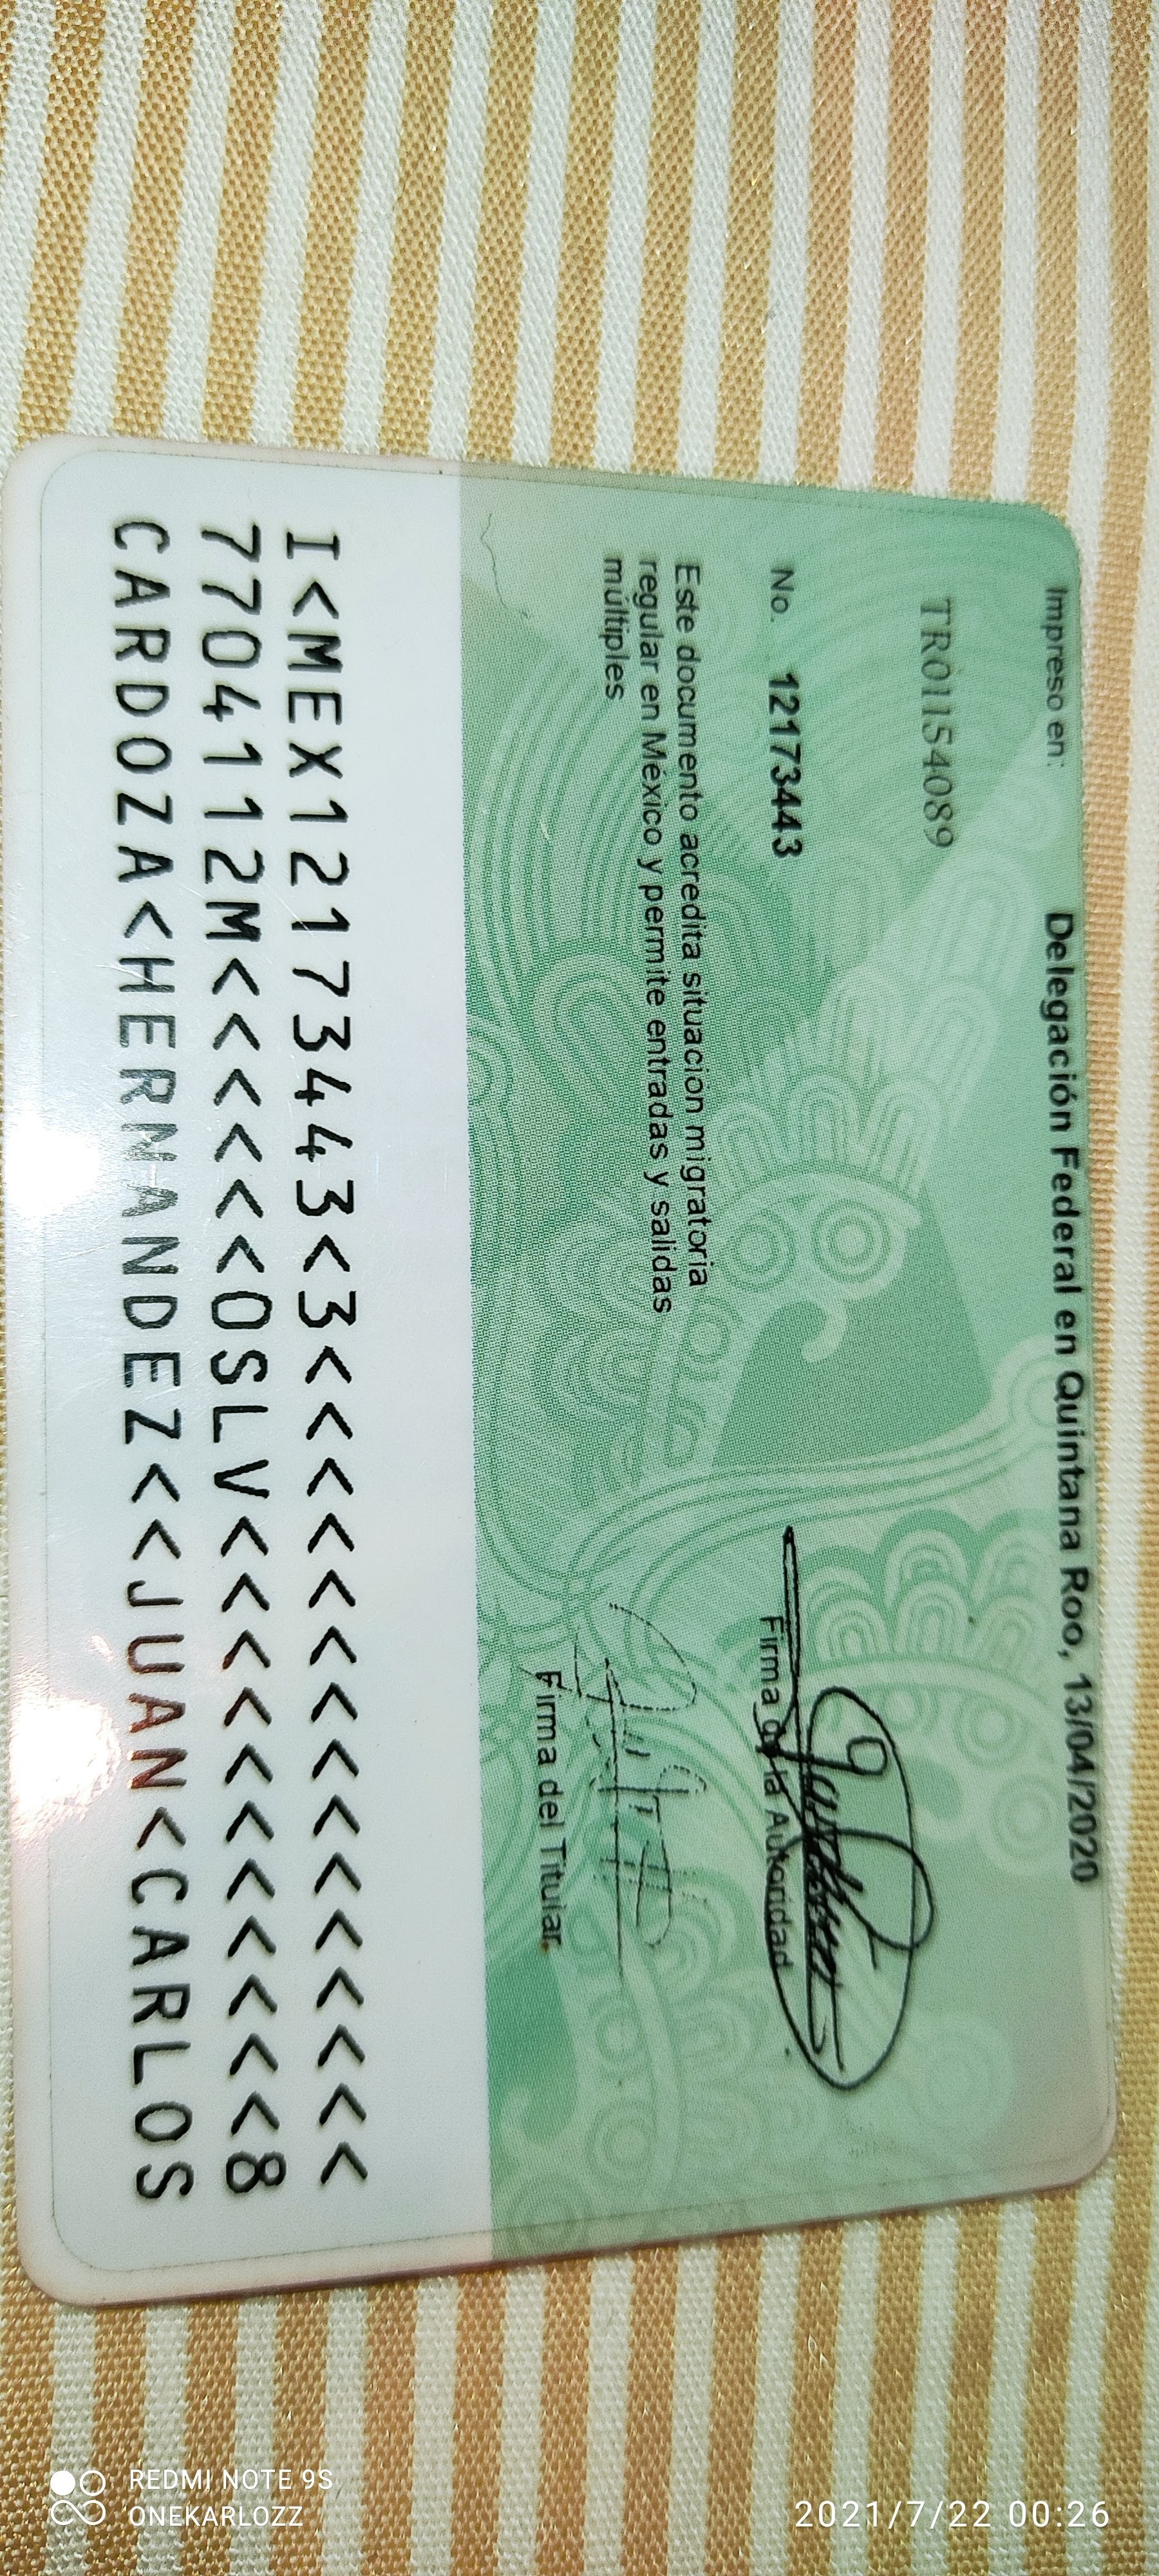 Impreso en: Delegación Federal en Quintana Roo, 13/04/2020
TR01154089
No. 12173443
Firma de la Autoridad
Este documento acredita situacion migratoria
regular en México y permite entradas y salidas
múltiples
Firma del Titular.
I<MEX12173443<3<<<<<<<<<<<<<<<
7704112M<<<<<<0SLV<<<<<<<<<<<8
CARDOZA<HERNANDEZ<<JUAN<CARLOS
REDMI NOTE 9S
ONEKARLOZZ
2021/7/22 00:26